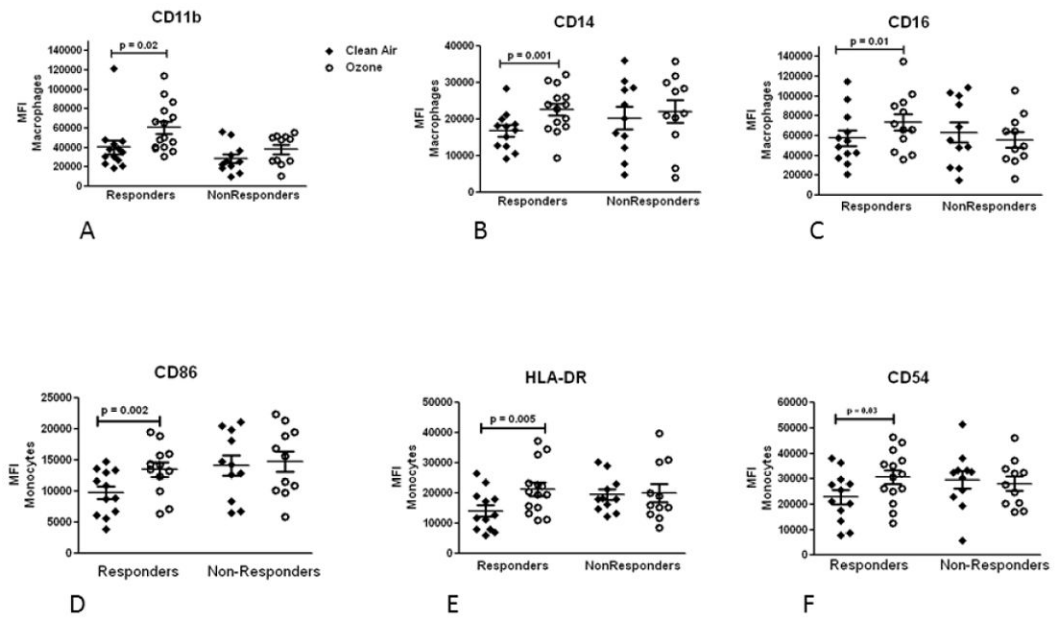 CD11b
MFI
Macrophages
140000
120000
100000
80000
60000
40000
20000
0
p = 0.02
Responders
NonResponders
A
Clean Air
Ozone
CD14
MFI
Macrophages
40000
30000
20000
10000
0
p = 0.001
Responders
NonResponders
B
CD16
MFI
Macrophages
140000
120000
100000
80000
60000
40000
20000
0
p = 0.01
Responders
NonResponders
C
CD86
MFI
Monocytes
25000
20000
15000
10000
5000
0
p = 0.002
Responders
Non-Responders
D
HLA-DR
MFI
Monocytes
50000
40000
30000
20000
10000
0
p = 0.005
Responders
NonResponders
E
CD54
MFI
Monocytes
60000
50000
40000
30000
20000
10000
0
p = 0.03
Responders
Non-Responders
F